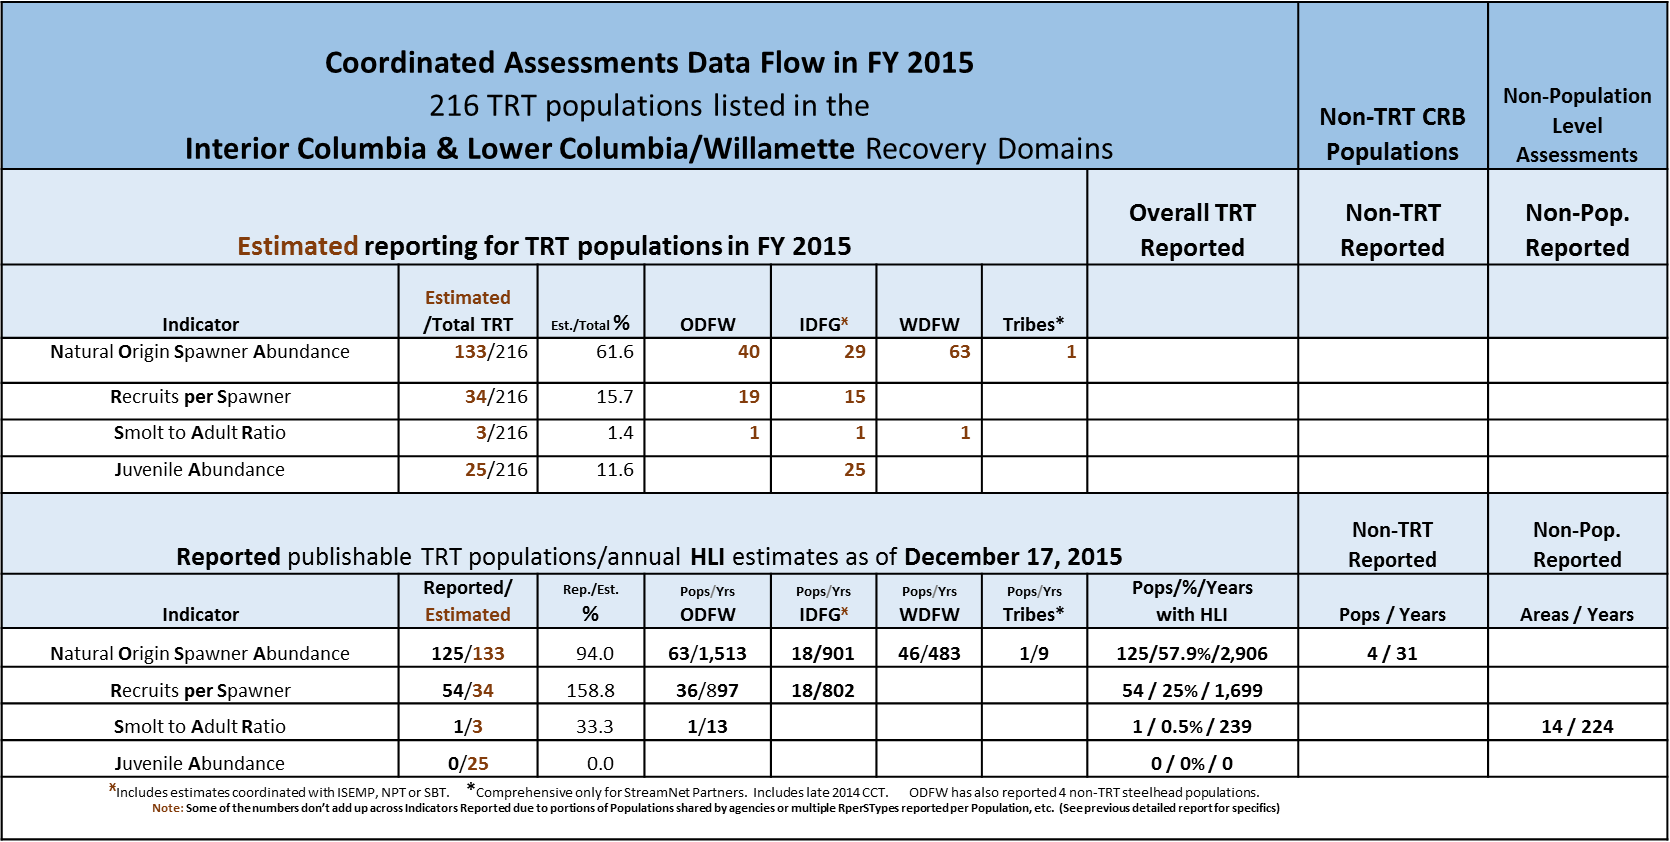 Coordinated Assessments Data Flow in FY 2015
216 TRT populations listed in the
Interior Columbia & Lower Columbia/Willamette Recovery Domains
Non-TRT CRB
Populations
Non-Population
Level
Assessments
Estimated reporting for TRT populations in FY 2015
Overall TRT
Reported
Non-TRT
Reported
Non-Pop.
Reported
Indicator
Estimated
/Total TRT
Est./Total %
ODFW
IDFG¥
WDFW
Tribes*
Natural Origin Spawner Abundance 133/216 61.6 40 29 63 1
Recruits per Spawner 34/216 15.7 19 15
Smolt to Adult Ratio 3/216 1.4 1 1 1
Juvenile Abundance 25/216 11.6 25
Reported publishable TRT populations/annual HLI estimates as of December 17, 2015
Non-TRT
Reported
Non-Pop.
Reported
Indicator
Reported/
Estimated
Rep./Est.
%
Pops/Yrs
ODFW
Pops/Yrs
IDFG¥
Pops/Yrs
WDFW
Pops/Yrs
Tribes*
Pops/%/Years
with HLI
Pops / Years
Areas / Years
Natural Origin Spawner Abundance 125/133 94.0 63/1,513 18/901 46/483 1/9 125/57.9%/2,906 4 / 31
Recruits per Spawner 54/34 158.8 36/897 18/802 54 / 25% / 1,699
Smolt to Adult Ratio 1/3 33.3 1/13 1 / 0.5% / 239 14 / 224
Juvenile Abundance 0/25 0.0 0 / 0% / 0
¥Includes estimates coordinated with ISEMP, NPT or SBT. *Comprehensive only for StreamNet Partners. Includes late 2014 CCT. ODFW has also reported 4 non-TRT steelhead populations.
Note: Some of the numbers don't add up across Indicators Reported due to portions of Populations shared by agencies or multiple RperSTypes reported per Population, etc. (See previous detailed report for specifics)